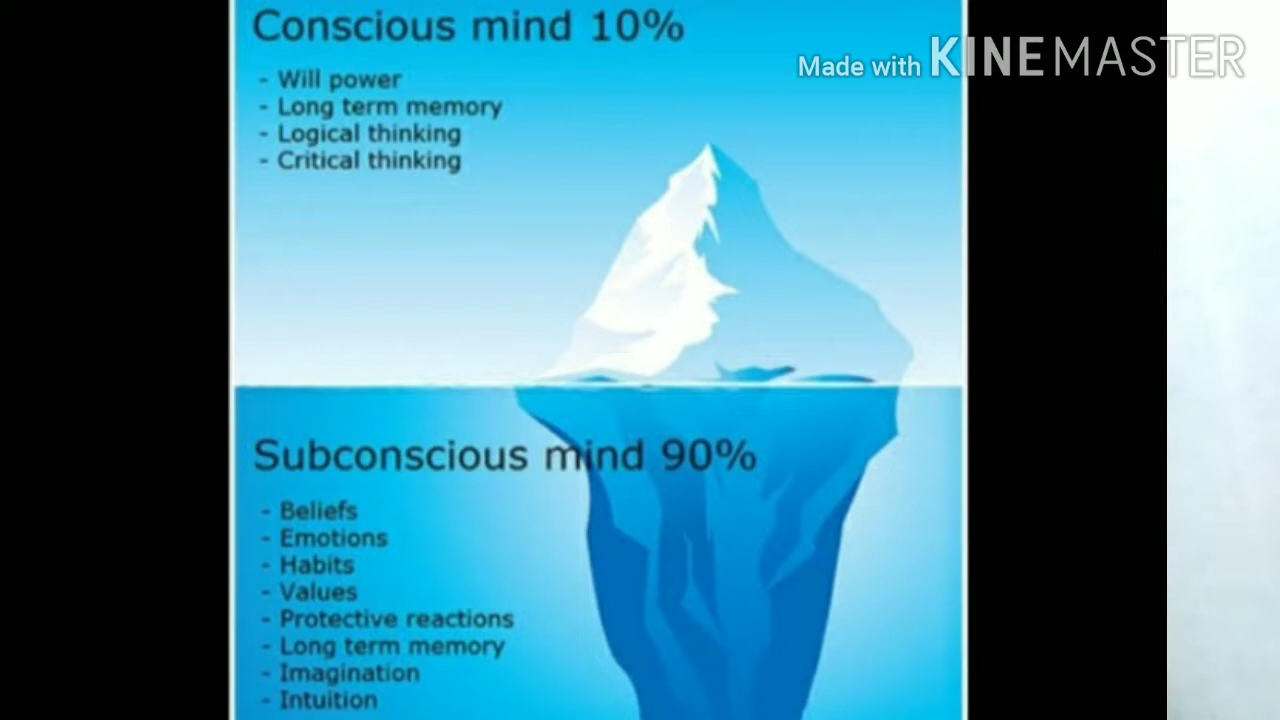 Conscious mind 10%
Made with KINEMASTER
- Will power
- Long term memory
- Logical thinking
- Critical thinking
Subconscious mind 90%
- Beliefs
- Emotions
- Habits
- Values
- Protective reactions
- Long term memory
- Imagination
- Intuition